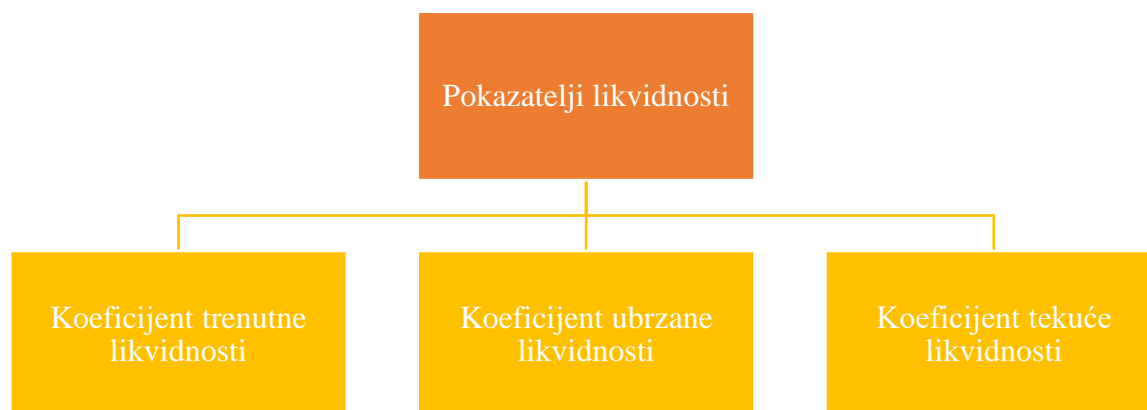 Pokazatelji likvidnosti
Koeficijent trenutne
likvidnosti
Koeficijent ubrzane
likvidnosti
Koeficijent tekuće
likvidnosti